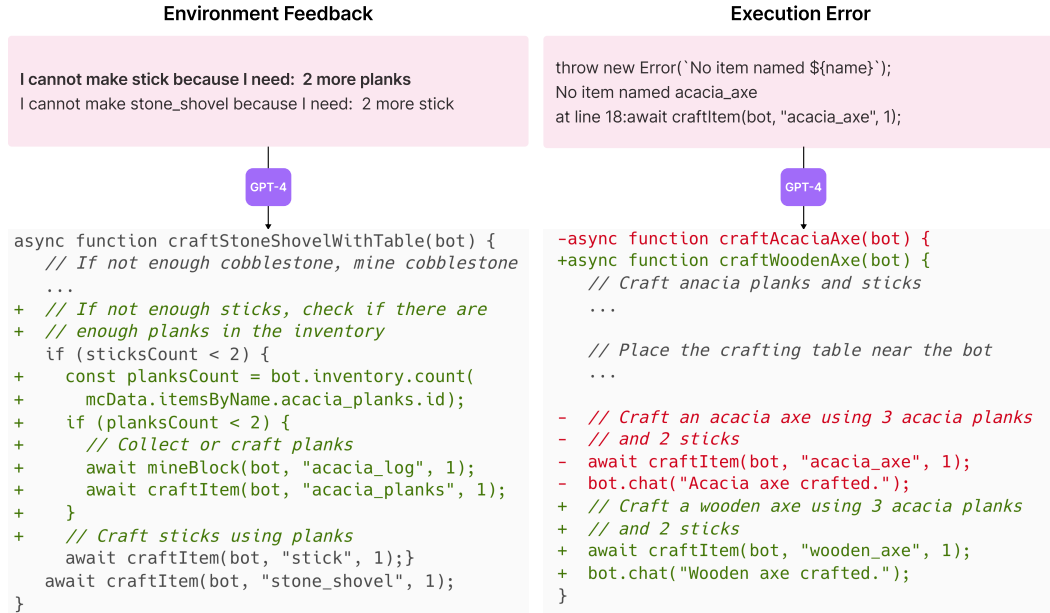 Environment Feedback
I cannot make stick because I need: 2 more planks
I cannot make stone_shovel because I need: 2 more stick
GPT-4
async function craftStoneShovelWithTable(bot) {
// If not enough cobblestone, mine cobblestone
...
+ // If not enough sticks, check if there are
+ // enough planks in the inventory
if (sticksCount < 2) {
+ const planksCount = bot.inventory.count(
+ mcData.itemsByName.acacia_planks.id);
+ if (planksCount < 2) {
+ // Collect or craft planks
+ await mineBlock(bot, "acacia_log", 1);
+ await craftItem(bot, "acacia_planks", 1);
+ }
+ // Craft sticks using planks
await craftItem(bot, "stick", 1);}
await craftItem(bot, "stone_shovel", 1);
}
Execution Error
throw new Error(`No item named ${name}`);
No item named acacia_axe
at line 18:await craftItem(bot, "acacia_axe", 1);
GPT-4
-async function craftAcaciaAxe(bot) {
+async function craftWoodenAxe(bot) {
// Craft anacia planks and sticks
...
// Place the crafting table near the bot
...
- // Craft an acacia axe using 3 acacia planks
- // and 2 sticks
- await craftItem(bot, "acacia_axe", 1);
- bot.chat("Acacia axe crafted.");
+ // Craft a wooden axe using 3 acacia planks
+ // and 2 sticks
+ await craftItem(bot, "wooden_axe", 1);
+ bot.chat("Wooden axe crafted.");
}